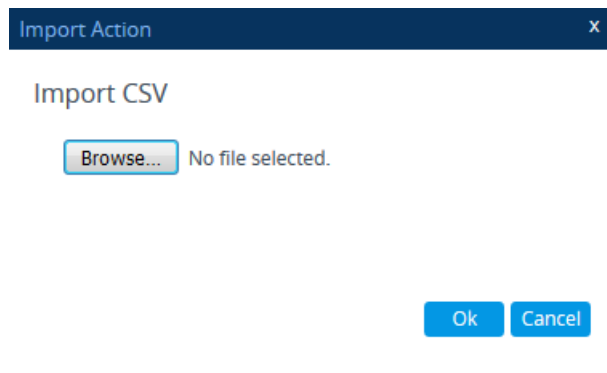 Import Action x
Import CSV
Browse... No file selected.
Ok Cancel